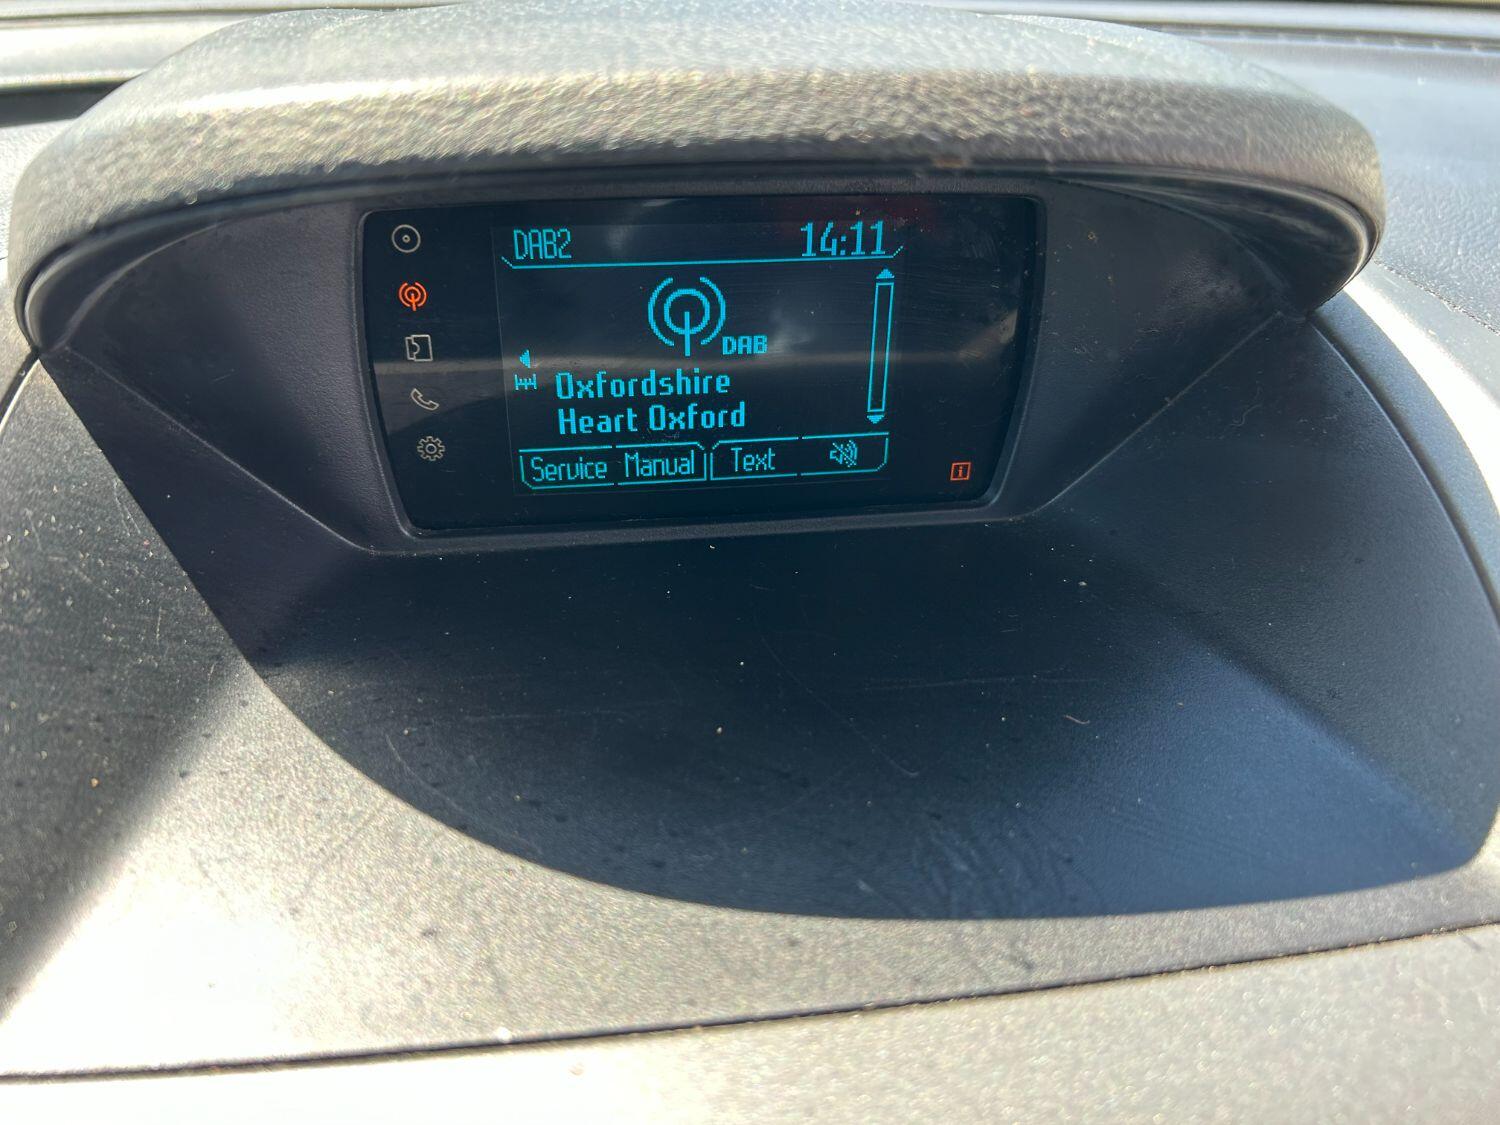 DAB2 14:11
DAB
Oxfordshire
Heart Oxford
Service Manual Text
i